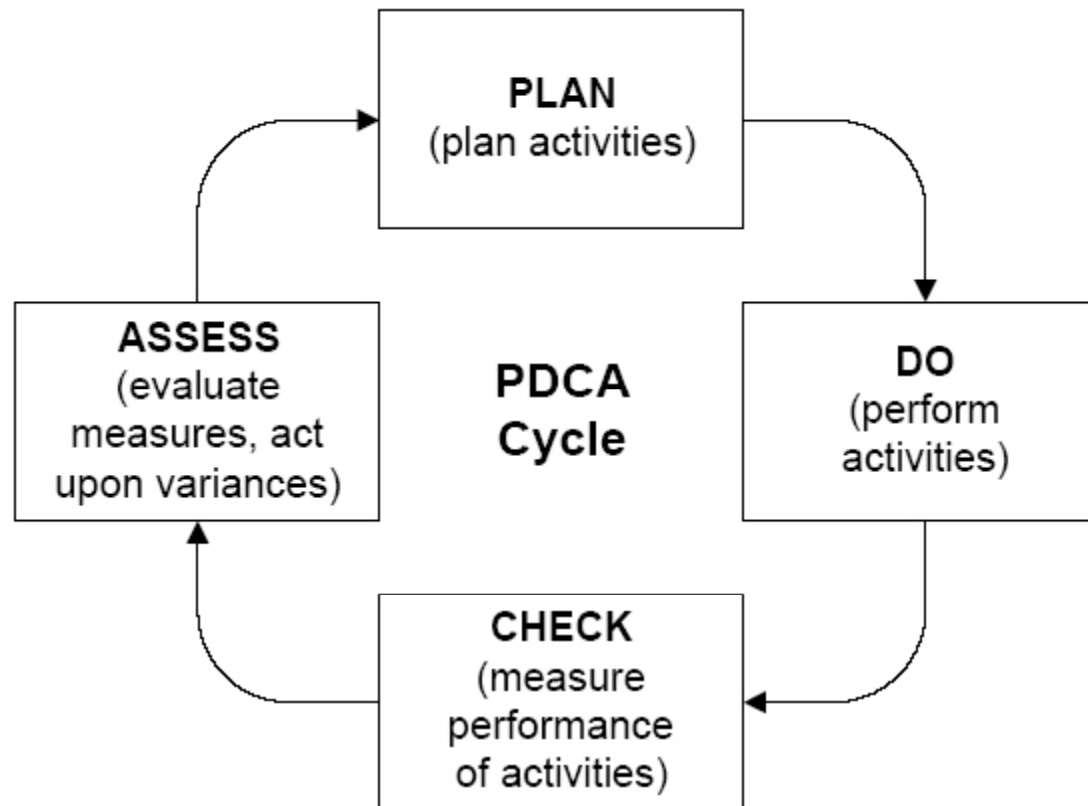 PLAN
(plan activities)
DO
(perform
activities)
CHECK
(measure
performance
of activities)
ASSESS
(evaluate
measures, act
upon variances)
PDCA
Cycle